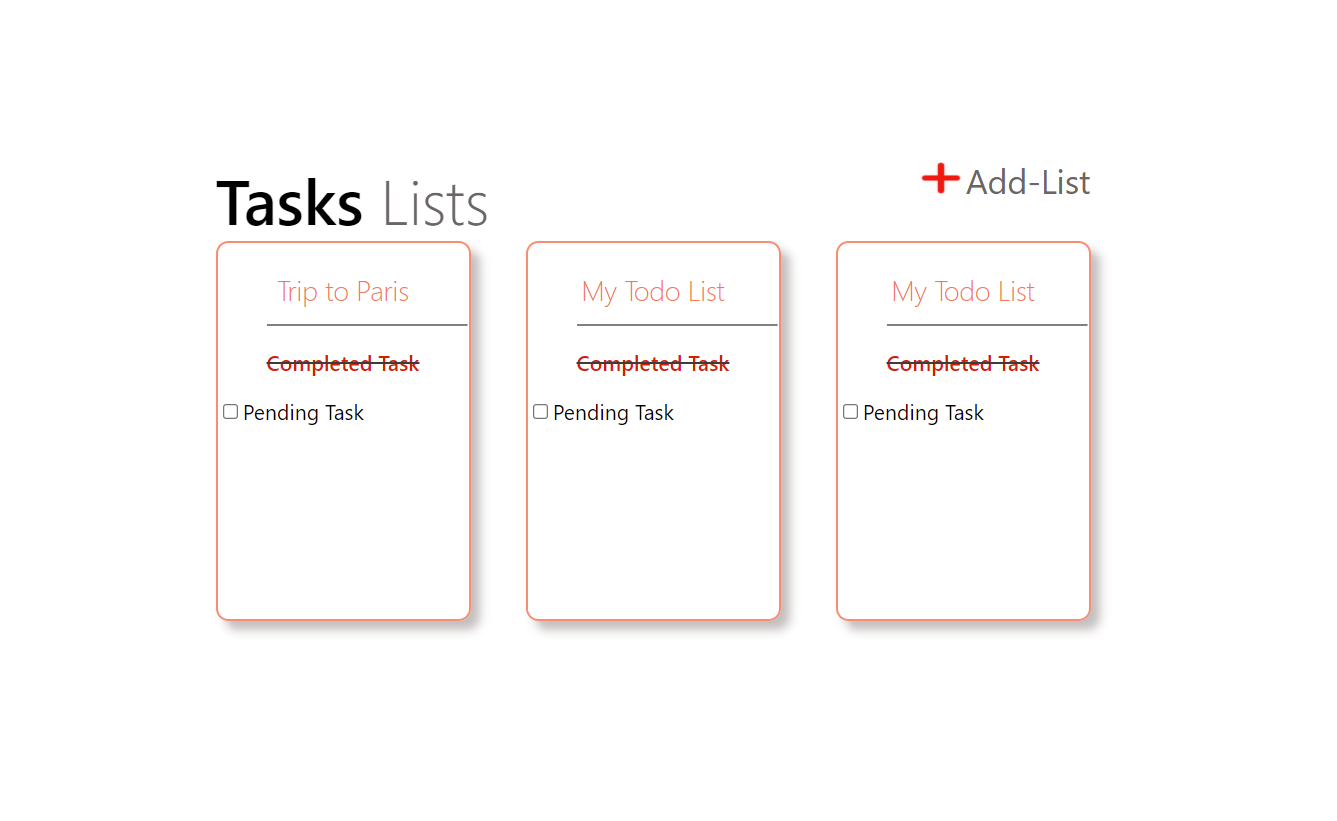 Tasks Lists
Add-List
Trip to Paris
Completed Task
Pending Task
My Todo List
Completed Task
Pending Task
My Todo List
Completed Task
Pending Task